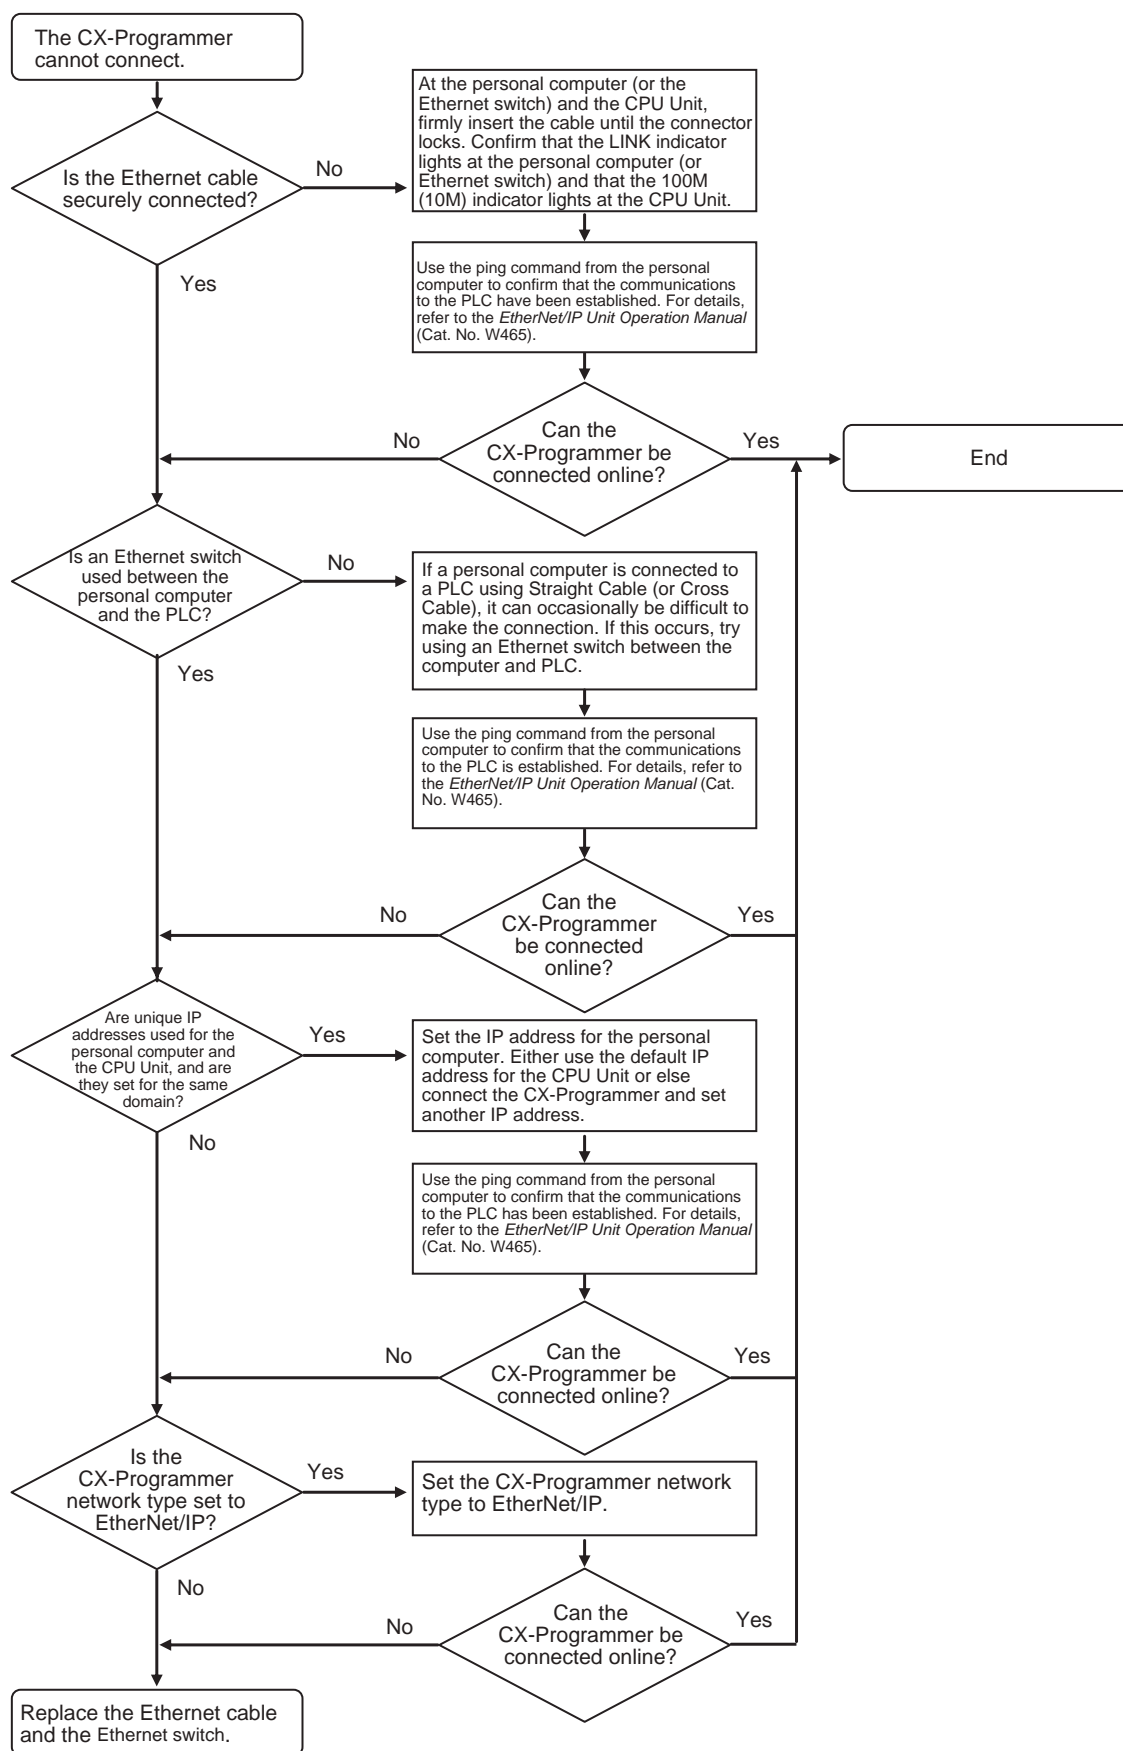 The CX-Programmer
cannot connect.
At the personal computer (or the
Ethernet switch) and the CPU Unit,
firmly insert the cable until the connector
locks. Confirm that the LINK indicator
lights at the personal computer (or
Ethernet switch) and that the 100M
(10M) indicator lights at the CPU Unit.
No
Is the Ethernet cable
securely connected?
Yes
Use the ping command from the personal
computer to confirm that the communications
to the PLC have been established. For details,
refer to the EtherNet/IP Unit Operation Manual
(Cat. No. W465).
No
Can the
CX-Programmer be
connected online?
Yes
End
Is an Ethernet switch
used between the
personal computer
and the PLC?
No
Yes
If a personal computer is connected to
a PLC using Straight Cable (or Cross
Cable), it can occasionally be difficult to
make the connection. If this occurs, try
using an Ethernet switch between the
computer and PLC.
Use the ping command from the personal
computer to confirm that the communications
to the PLC is established. For details, refer to
the EtherNet/IP Unit Operation Manual (Cat.
No. W465).
No
Can the
CX-Programmer
be connected
online?
Yes
Are unique IP
addresses used for the
personal computer and
the CPU Unit, and are
they set for the same
domain?
Yes
No
Set the IP address for the personal
computer. Either use the default IP
address for the CPU Unit or else
connect the CX-Programmer and set
another IP address.
Use the ping command from the personal
computer to confirm that the communications
to the PLC has been established. For details,
refer to the EtherNet/IP Unit Operation Manual
(Cat. No. W465).
No
Can the
CX-Programmer be
connected online?
Yes
Is the
CX-Programmer
network type set to
EtherNet/IP?
Yes
No
Set the CX-Programmer network
type to EtherNet/IP.
No
Can the
CX-Programmer be
connected online?
Yes
Replace the Ethernet cable
and the Ethernet switch.